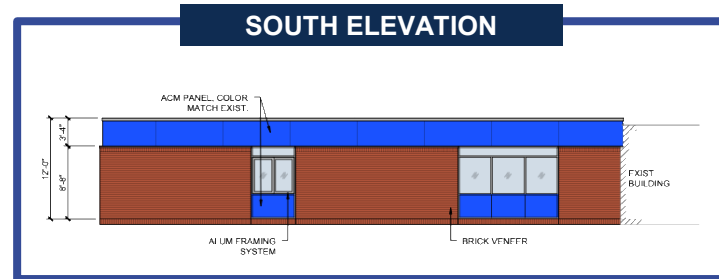 SOUTH ELEVATION
ACM PANEL, COLOR
MATCH EXIST.
3'-4"
12'-0"
8'-8"
EXIST
BUILDING
ALUM FRAMING
SYSTEM
BRICK VENEER